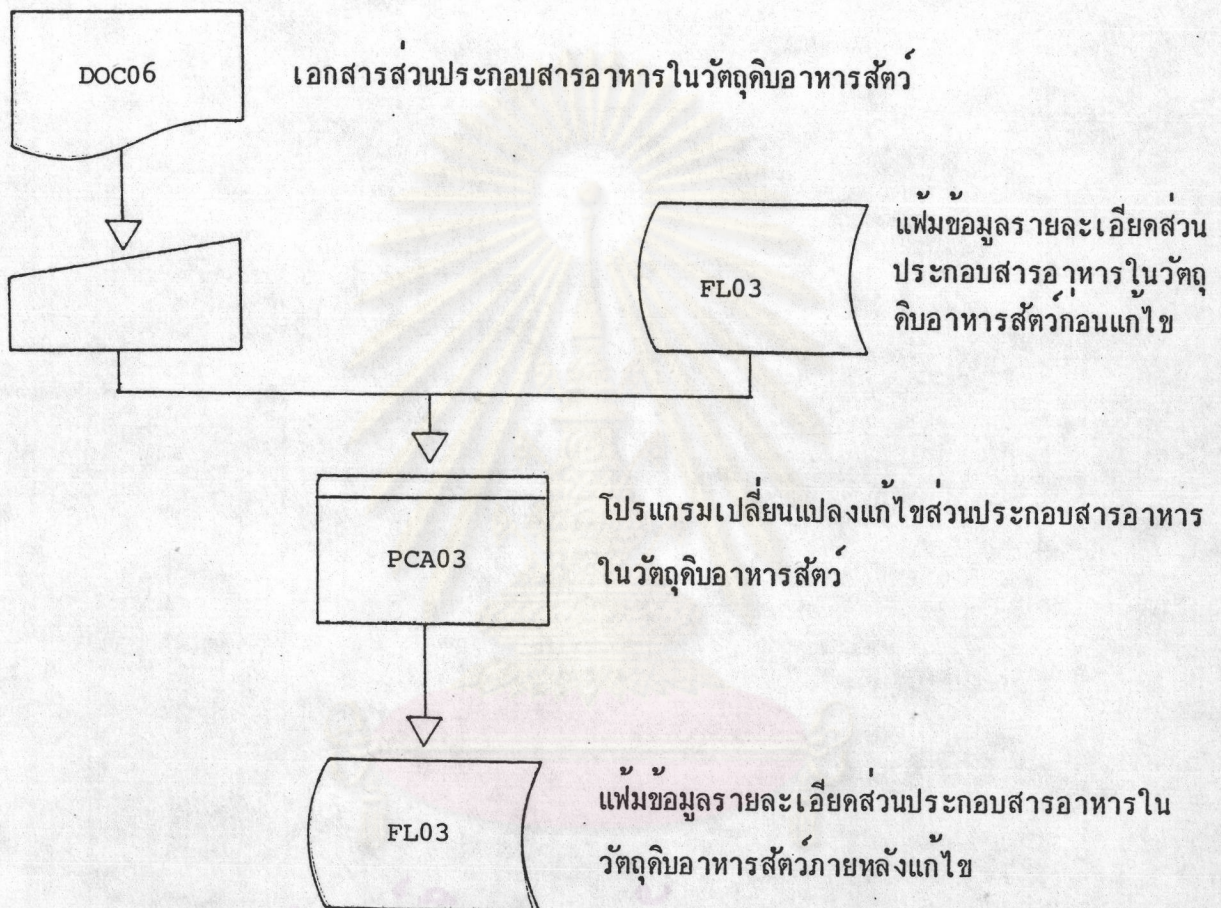 DOC06
เอกสารส่วนประกอบสารอาหารในวัตถุดิบอาหารสัตว์
FL03
แฟ้มข้อมูลรายละเอียดส่วน
ประกอบสารอาหารในวัตถุ
ดิบอาหารสัตว์ก่อนแก้ไข
PCA03
โปรแกรมเปลี่ยนแปลงแก้ไขส่วนประกอบสารอาหาร
ในวัตถุดิบอาหารสัตว์
FL03
แฟ้มข้อมูลรายละเอียดส่วนประกอบสารอาหารใน
วัตถุดิบอาหารสัตว์ภายหลังแก้ไข